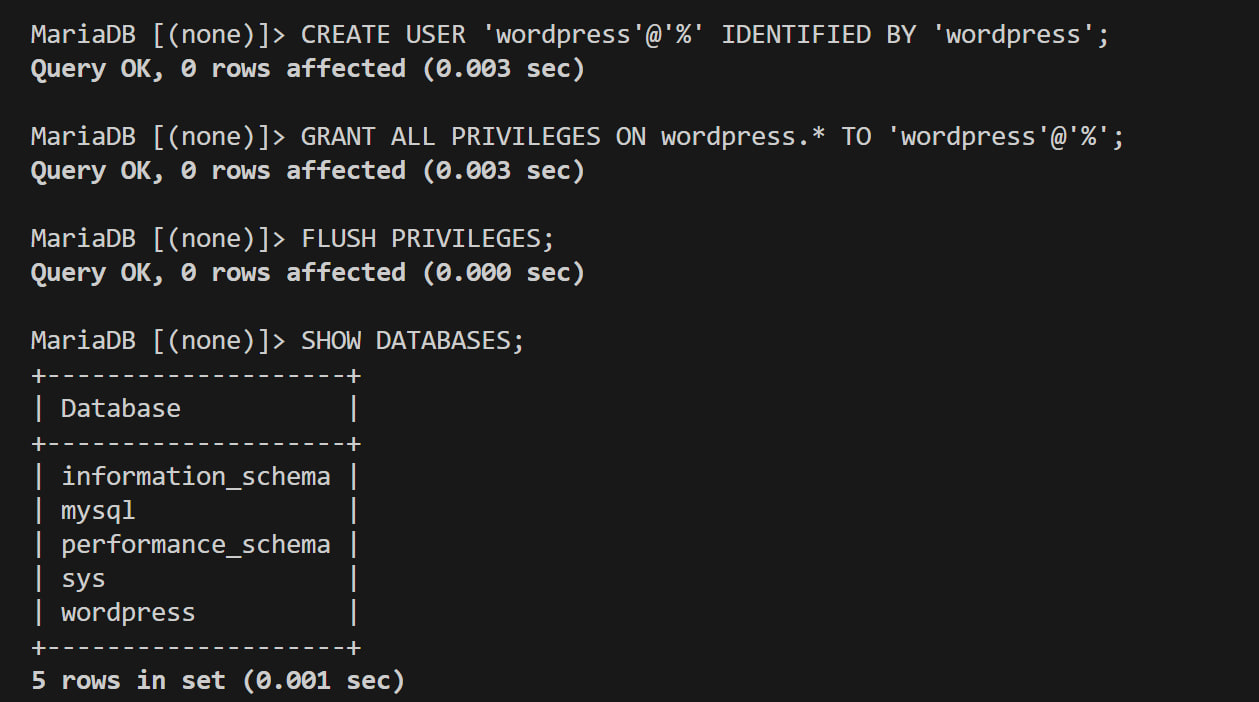 MariaDB [(none)]> CREATE USER 'wordpress'@'%' IDENTIFIED BY 'wordpress';
Query OK, 0 rows affected (0.003 sec)
MariaDB [(none)]> GRANT ALL PRIVILEGES ON wordpress.* TO 'wordpress'@'%';
Query OK, 0 rows affected (0.003 sec)
MariaDB [(none)]> FLUSH PRIVILEGES;
Query OK, 0 rows affected (0.000 sec)
MariaDB [(none)]> SHOW DATABASES;
+--------------------+
| Database           |
+--------------------+
| information_schema |
| mysql              |
| performance_schema |
| sys                |
| wordpress          |
+--------------------+
5 rows in set (0.001 sec)